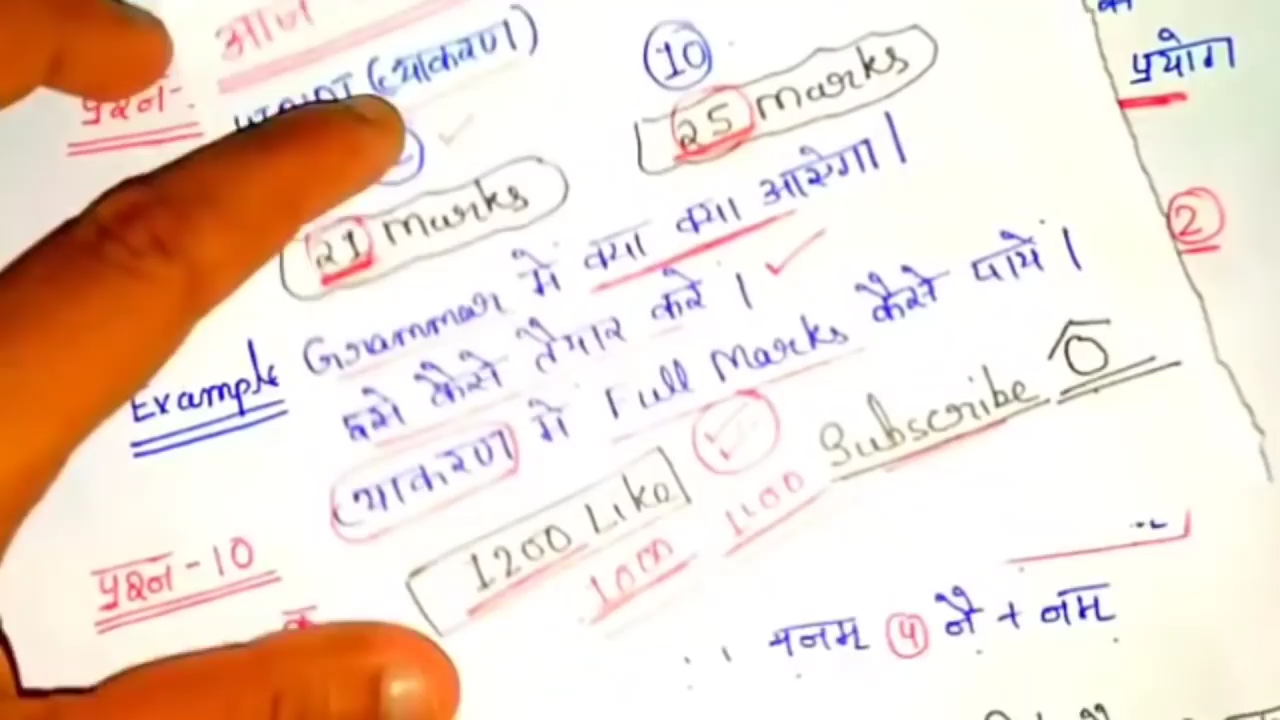 प्रश्न-
(व्याकरण)
10
25 Marks
21 Marks
प्रयोग
2
Example Grammar में क्या क्या आयेगा।
इसे कैसे तैयार करे।
व्याकरण में Full Marks कैसे पाये।
1200 Like Subscribe
1100
प्रश्न-10
नै + नम